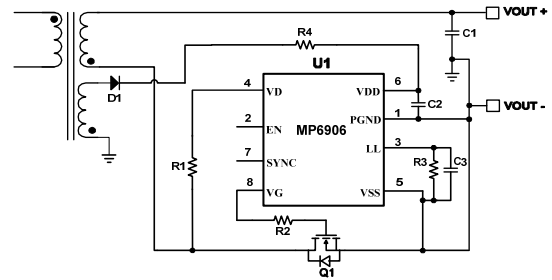 VOUT +
R4
C1
U1
D1
4
VD
VDD
6
C2
VOUT -
2
EN
MP6906
PGND
1
R1
7
SYNC
LL
3
R3
C3
8
VG
VSS
5
R2
Q1